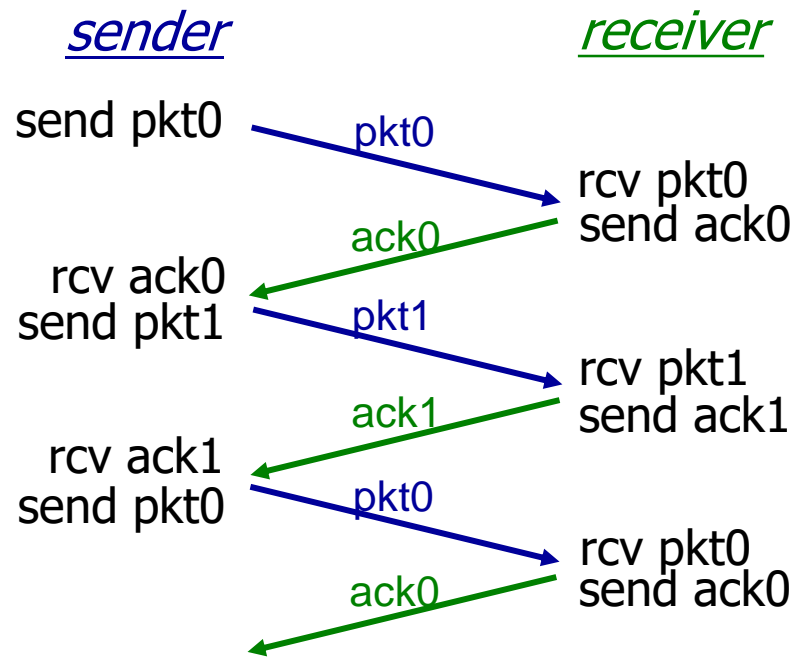 sender
receiver
send pkt0
pkt0
rcv pkt0
send ack0
ack0
rcv ack0
send pkt1
pkt1
rcv pkt1
send ack1
ack1
rcv ack1
send pkt0
pkt0
rcv pkt0
send ack0
ack0